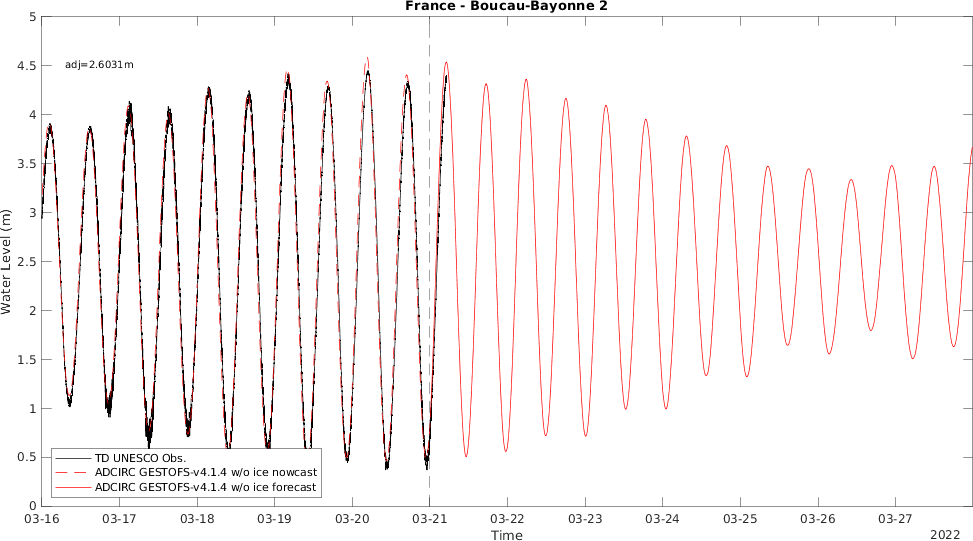 France - Boucau-Bayonne 2
5
4.5
4
3.5
3
2.5
2
1.5
1
0.5
0
Water Level (m)
adj=2.6031m
TD UNESCO Obs.
ADCIRC GESTOFS-v4.1.4 w/o ice nowcast
ADCIRC GESTOFS-v4.1.4 w/o ice forecast
03-16 03-17 03-18 03-19 03-20 03-21 03-22 03-23 03-24 03-25 03-26 03-27
Time
2022